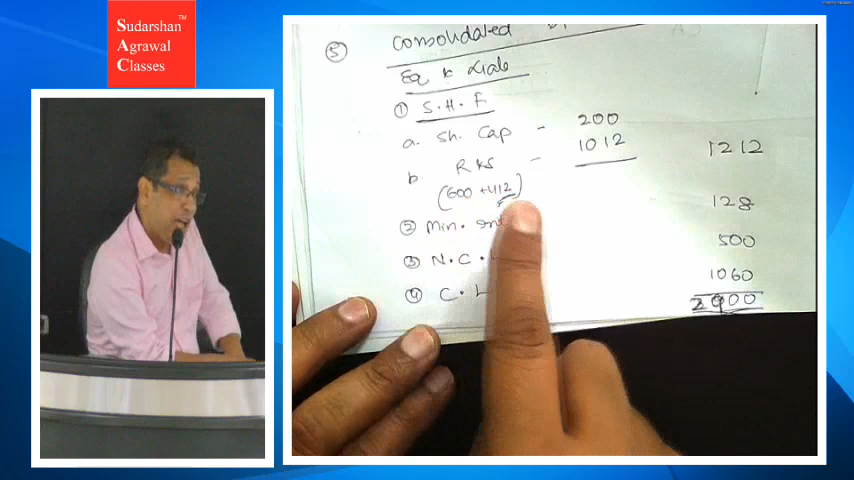 Sudarshan™
Agrawal
Classes
⑤ Consolidated
Eq & Liab
① S.H.F
a. Sh. Cap - 200
b. R&S - 1012 1212
(600 + 412)
② Min. 128
③ N.C. 500
④ C.L 1060
2900